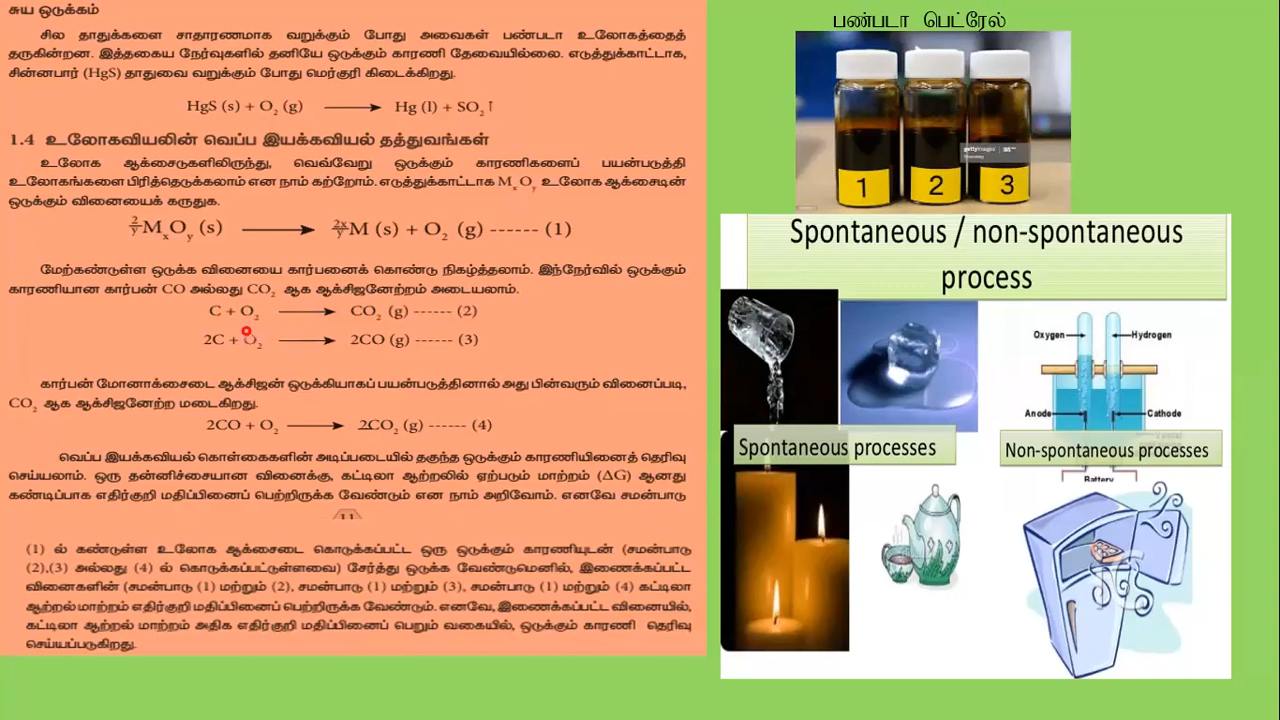 சுய ஒடுக்கம்
சில தாதுக்களை சாதாரணமாக வறுக்கும் போது அவைகள் பண்படா உலோகத்தைத்
தருகின்றன. இத்தகைய நேர்வுகளில் தனியே ஒடுக்கும் காரணி தேவையில்லை. எடுத்துக்காட்டாக,
சின்னபார் (HgS) தாதுவை வறுக்கும் போது மெர்குரி கிடைக்கிறது.
HgS (s) + O₂ (g) ⟶ Hg (l) + SO₂↑
1.4 உலோகவியலின் வெப்ப இயக்கவியல் தத்துவங்கள்
உலோக ஆக்சைடுகளிலிருந்து, வெவ்வேறு ஒடுக்கும் காரணிகளைப் பயன்படுத்தி
உலோகங்களை பிரித்தெடுக்கலாம் என நாம் கற்றோம். எடுத்துக்காட்டாக MₓOᵧ உலோக ஆக்சைடின்
ஒடுக்கும் வினையைக் கருதுக.
2/y MₓOᵧ (s) ⟶ 2x/y M (s) + O₂ (g) ------ (1)
மேற்கண்டுள்ள ஒடுக்க வினையை கார்பனைக் கொண்டு நிகழ்த்தலாம். இந்நேர்வில் ஒடுக்கும்
காரணியான கார்பன் CO அல்லது CO₂ ஆக ஆக்சிஜனேற்றம் அடையலாம்.
C + O₂ ⟶ CO₂ (g) ------ (2)
2C + O₂ ⟶ 2CO (g) ------ (3)
கார்பன் மோனாக்சைடை ஆக்சிஜன் ஒடுக்கியாகப் பயன்படுத்தினால் அது பின்வரும் வினைப்படி,
CO₂ ஆக ஆக்சிஜனேற்ற மடைகிறது.
2CO + O₂ ⟶ 2CO₂ (g) ------ (4)
வெப்ப இயக்கவியல் கொள்கைகளின் அடிப்படையில் தகுந்த ஒடுக்கும் காரணியினைத் தெரிவு
செய்யலாம். ஒரு தன்னிச்சையான வினைக்கு, கட்டிலா ஆற்றலில் ஏற்படும் மாற்றம் (ΔG) ஆனது
கண்டிப்பாக எதிர்குறி மதிப்பினைப் பெற்றிருக்க வேண்டும் என நாம் அறிவோம். எனவே சமன்பாடு
11
(1) ல் கண்டுள்ள உலோக ஆக்சைடை கொடுக்கப்பட்ட ஒரு ஒடுக்கும் காரணியுடன் (சமன்பாடு
(2),(3) அல்லது (4) ல் கொடுக்கப்பட்டுள்ளவை) சேர்த்து ஒடுக்க வேண்டுமெனில், இணைக்கப்பட்ட
வினைகளின் (சமன்பாடு (1) மற்றும் (2), சமன்பாடு (1) மற்றும் (3), சமன்பாடு (1) மற்றும் (4) கட்டிலா
ஆற்றல் மாற்றம் எதிர்குறி மதிப்பினைப் பெற்றிருக்க வேண்டும். எனவே, இணைக்கப்பட்ட வினையில்,
கட்டிலா ஆற்றல் மாற்றம் அதிக எதிர்குறி மதிப்பினைப் பெறும் வகையில், ஒடுக்கும் காரணி தெரிவு
செய்யப்படுகிறது.
பண்படா பெட்ரேல்
1 2 3
gettyimages
Spontaneous / non-spontaneous
process
Oxygen Hydrogen
Anode Cathode
Spontaneous processes
Non-spontaneous processes
Battery